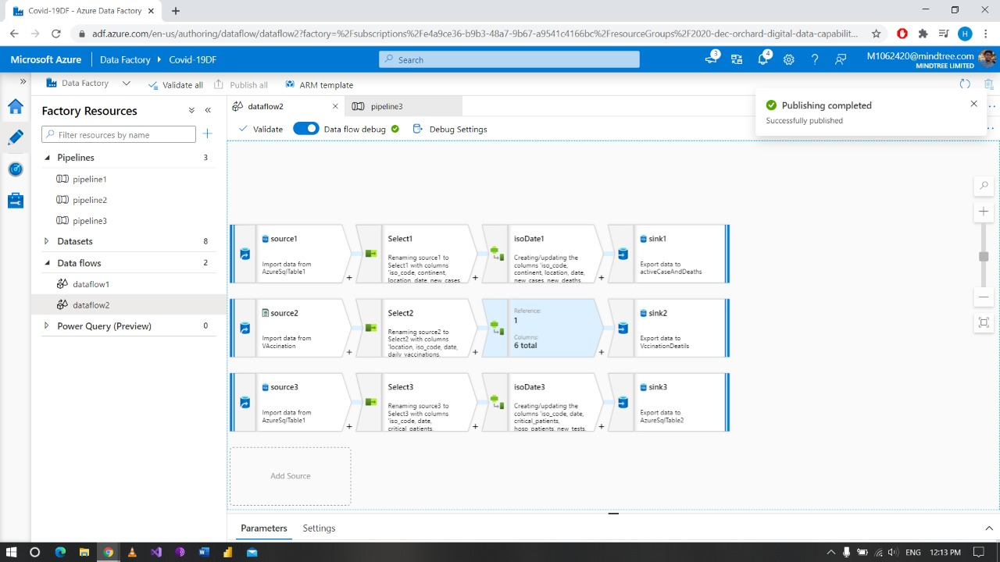 Covid-19DF - Azure Data Factory
adf.azure.com/en-us/authoring/dataflow/dataflow2?factory=%2Fsubscriptions%2Fe4a9ce36-b9b3-48a7-9b67-a9541c4166bc%2FresourceGroups%2F2020-dec-orchard-digital-data-capabilit...
H
Microsoft Azure
Data Factory
Covid-19DF
Search
3
4
M1062420@mindtree.com
MINDTREE LIMITED
Data Factory
Validate all
Publish all
ARM template
Factory Resources
dataflow2
pipeline3
Publishing completed
Successfully published
Validate
Data flow debug
Debug Settings
Filter resources by name
Pipelines 3
pipeline1
pipeline2
pipeline3
Datasets 8
Data flows 2
dataflow1
dataflow2
Power Query (Preview) 0
source1
Import data from
AzureSqlTable1
Select1
Renaming source1 to
Select1 with columns
'iso_code, continent,
location, date, new_cases,
isoDate1
Creating/updating the
columns 'iso_code,
continent, location, date,
new_cases, new_deaths,
sink1
Export data to
activeCaseAndDeaths
source2
Import data from
VAccination
Select2
Renaming source2 to
Select2 with columns
'location, iso_code, date,
daily_vaccinations,
Reference:
1
Columns:
6 total
sink2
Export data to
VccinationDeatils
source3
Import data from
AzureSqlTable1
Select3
Renaming source3 to
Select3 with columns
'iso_code, date,
critical_patients,
isoDate3
Creating/updating the
columns 'iso_code, date,
critical_patients,
hosp_patients, new_tests,
sink3
Export data to
AzureSqlTable2
Add Source
Parameters
Settings
ENG
12:13 PM